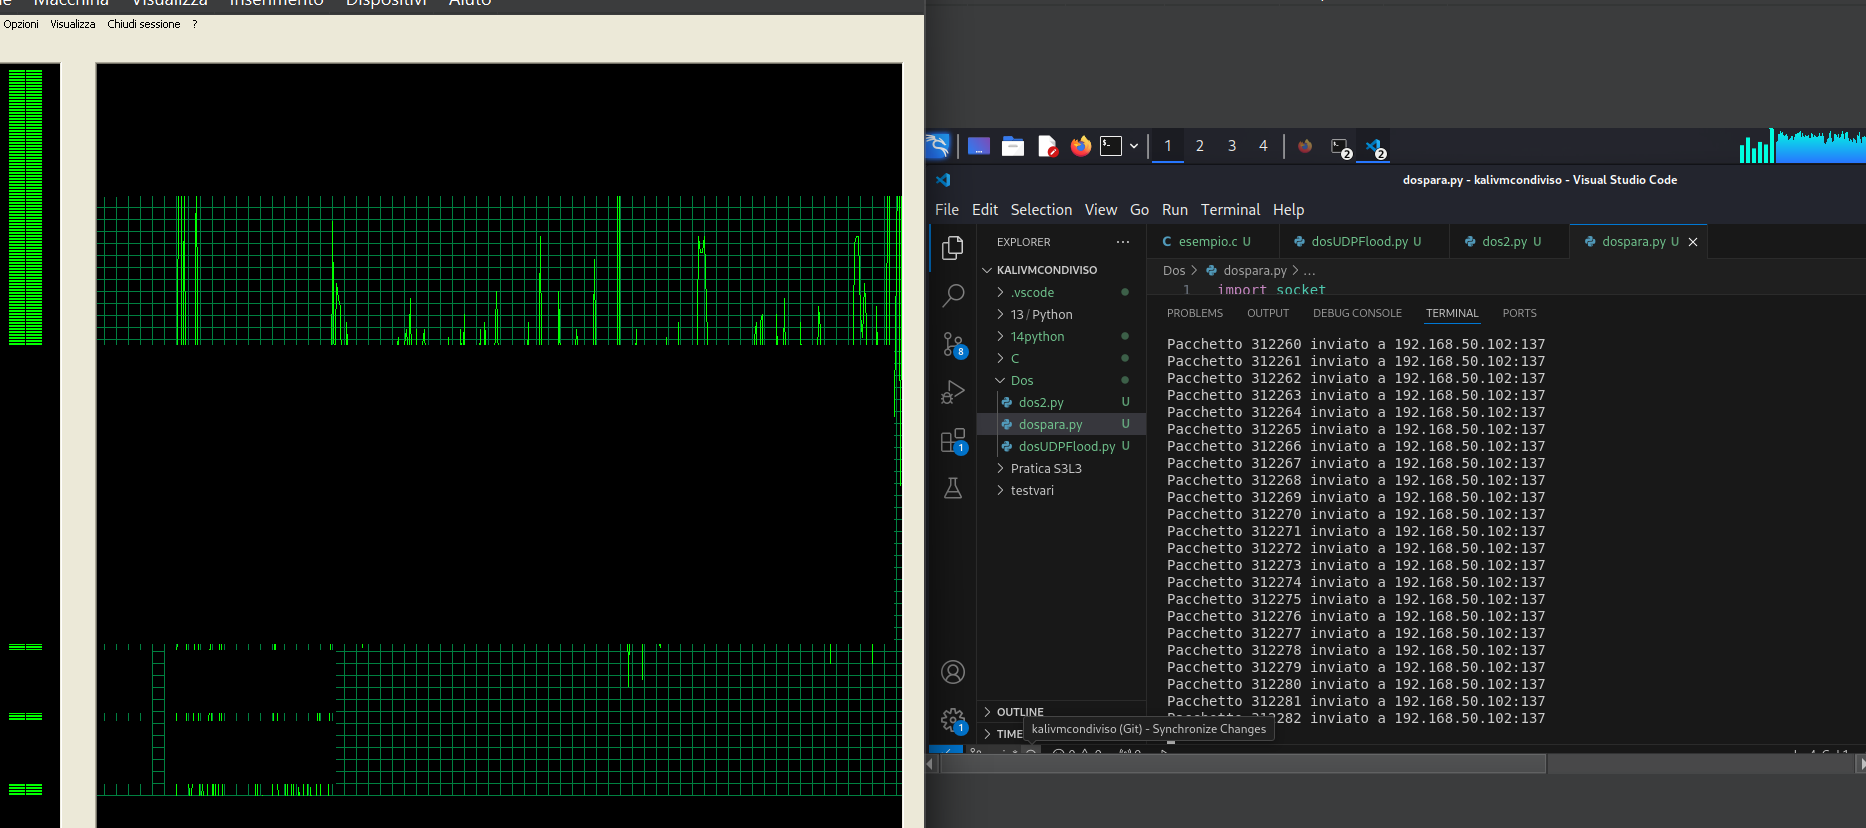 Macchina Visualizza Inserimento Dispositivi Aiuto
Opzioni Visualizza Chiudi sessione ?
1 2 3 4 2 2
dospara.py - kalivmcondiviso - Visual Studio Code
File Edit Selection View Go Run Terminal Help
EXPLORER ...
C esempio.c U dosUDPFlood.py U dos2.py U dospara.py U
KALIVMCONDIVISO
.vscode
13 / Python
14python
C
Dos
dos2.py U
dospara.py U
dosUDPFlood.py U
Pratica S3L3
testvari
OUTLINE
TIME
8
1
1
Dos > dospara.py > ...
1 import socket
PROBLEMS OUTPUT DEBUG CONSOLE TERMINAL PORTS
Pacchetto 312260 inviato a 192.168.50.102:137
Pacchetto 312261 inviato a 192.168.50.102:137
Pacchetto 312262 inviato a 192.168.50.102:137
Pacchetto 312263 inviato a 192.168.50.102:137
Pacchetto 312264 inviato a 192.168.50.102:137
Pacchetto 312265 inviato a 192.168.50.102:137
Pacchetto 312266 inviato a 192.168.50.102:137
Pacchetto 312267 inviato a 192.168.50.102:137
Pacchetto 312268 inviato a 192.168.50.102:137
Pacchetto 312269 inviato a 192.168.50.102:137
Pacchetto 312270 inviato a 192.168.50.102:137
Pacchetto 312271 inviato a 192.168.50.102:137
Pacchetto 312272 inviato a 192.168.50.102:137
Pacchetto 312273 inviato a 192.168.50.102:137
Pacchetto 312274 inviato a 192.168.50.102:137
Pacchetto 312275 inviato a 192.168.50.102:137
Pacchetto 312276 inviato a 192.168.50.102:137
Pacchetto 312277 inviato a 192.168.50.102:137
Pacchetto 312278 inviato a 192.168.50.102:137
Pacchetto 312279 inviato a 192.168.50.102:137
Pacchetto 312280 inviato a 192.168.50.102:137
Pacchetto 312281 inviato a 192.168.50.102:137
Pacchetto 312282 inviato a 192.168.50.102:137
kalivmcondiviso (Git) - Synchronize Changes